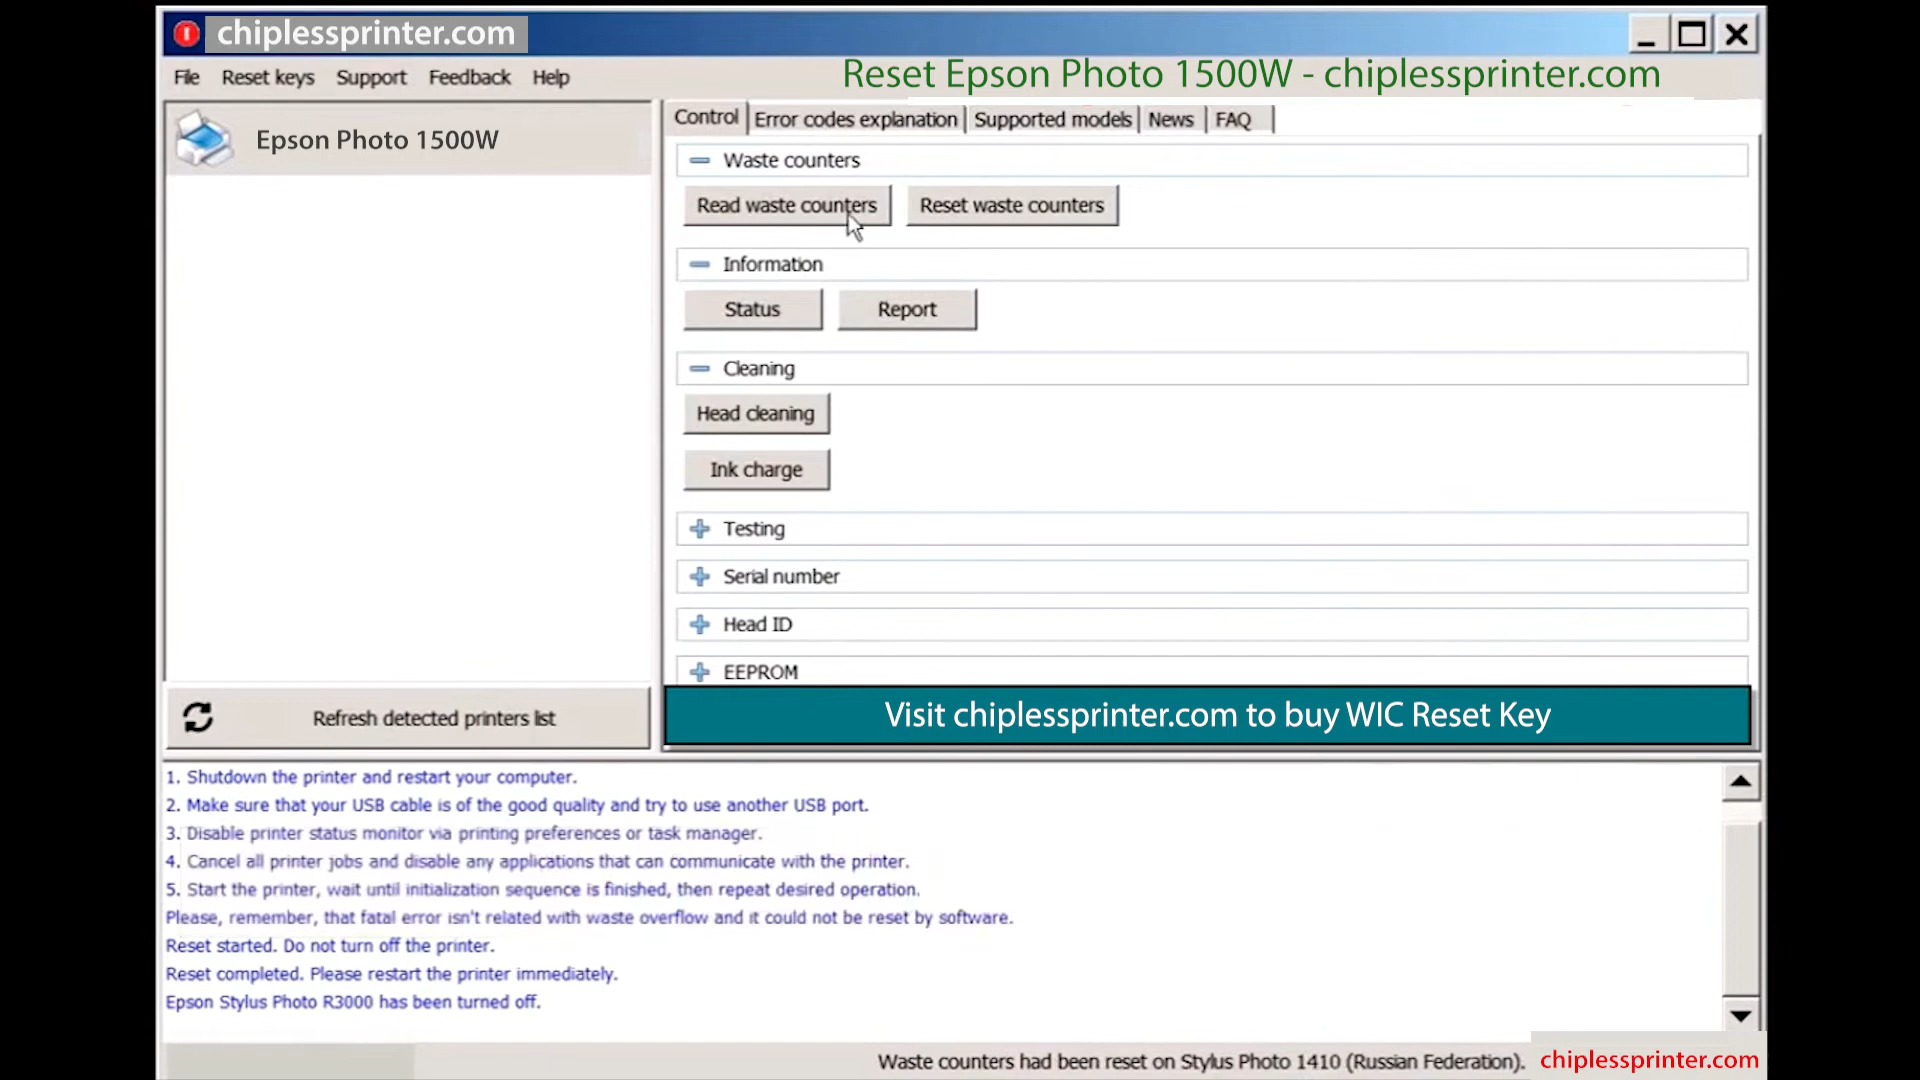 chiplessprinter.com
File Reset keys Support Feedback Help
Reset Epson Photo 1500W - chiplessprinter.com
Epson Photo 1500W
Control Error codes explanation Supported models News FAQ
Waste counters
Read waste counters Reset waste counters
Information
Status Report
Cleaning
Head cleaning
Ink charge
Testing
Serial number
Head ID
EEPROM
Refresh detected printers list
Visit chiplessprinter.com to buy WIC Reset Key
1. Shutdown the printer and restart your computer.
2. Make sure that your USB cable is of the good quality and try to use another USB port.
3. Disable printer status monitor via printing preferences or task manager.
4. Cancel all printer jobs and disable any applications that can communicate with the printer.
5. Start the printer, wait until initialization sequence is finished, then repeat desired operation.
Please, remember, that fatal error isn't related with waste overflow and it could not be reset by software.
Reset started. Do not turn off the printer.
Reset completed. Please restart the printer immediately.
Epson Stylus Photo R3000 has been turned off.
Waste counters had been reset on Stylus Photo 1410 (Russian Federation).
chiplessprinter.com